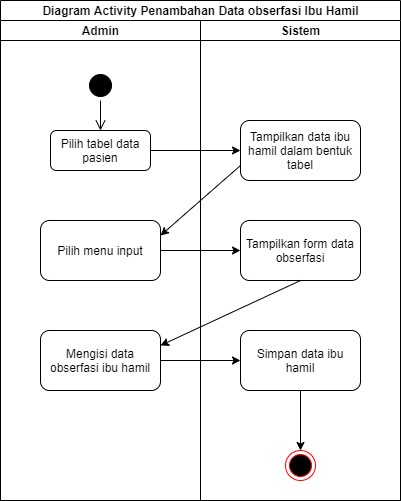 Diagram Activity Penambahan Data obserfasi Ibu Hamil
Admin
Sistem
Pilih tabel data
pasien
Tampilkan data ibu
hamil dalam bentuk
tabel
Pilih menu input
Tampilkan form data
obserfasi
Mengisi data
obserfasi ibu hamil
Simpan data ibu
hamil